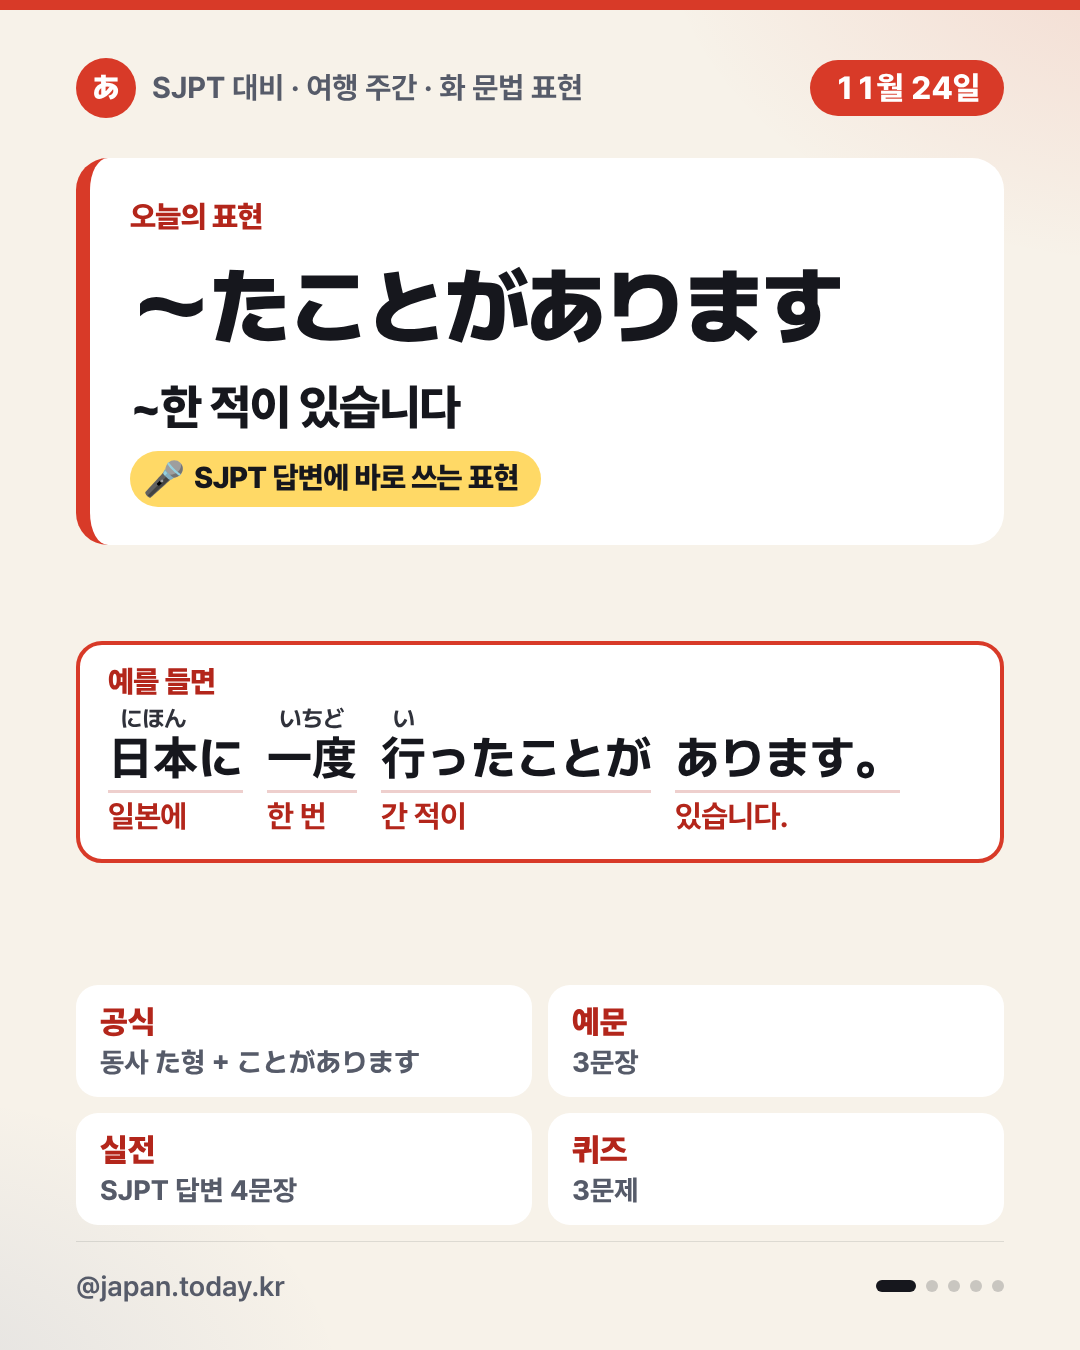 あ SJPT 대비 · 여행 주간 · 화 문법 표현
11월 24일
오늘의 표현
~たことがあります
~한 적이 있습니다
🎤 SJPT 답변에 바로 쓰는 표현
예를 들면
にほん いちど い
日本に 一度 行ったことが あります。
일본에 한 번 간 적이 있습니다.
공식
동사 た형 + ことがあります
예문
3문장
실전
SJPT 답변 4문장
퀴즈
3문제
@japan.today.kr